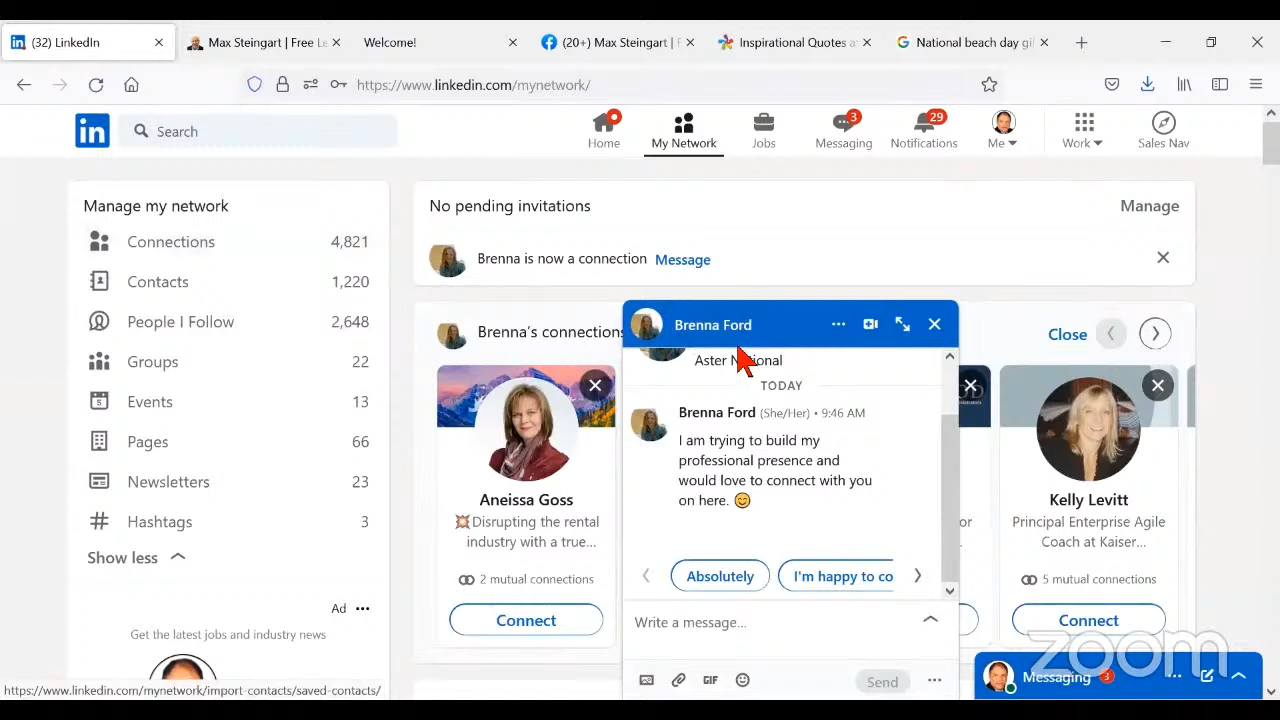 (32) LinkedIn
Max Steingart | Free Le
Welcome!
(20+) Max Steingart | F
Inspirational Quotes a
National beach day gi
https://www.linkedin.com/mynetwork/
in
Search
Home
My Network
Jobs
3
Messaging
29
Notifications
Me
Work
Sales Nav
Manage my network
Connections 4,821
Contacts 1,220
People I Follow 2,648
Groups 22
Events 13
Pages 66
Newsletters 23
Hashtags 3
Show less
Ad
Get the latest jobs and industry news
No pending invitations Manage
Brenna is now a connection Message
Brenna's connections
Close
Aneissa Goss
Disrupting the rental
industry with a true...
2 mutual connections
Connect
Kelly Levitt
Principal Enterprise Agile
Coach at Kaiser...
5 mutual connections
Connect
or
Brenna Ford
Aster
TODAY
Brenna Ford (She/Her) • 9:46 AM
I am trying to build my
professional presence and
would love to connect with you
on here. 😊
Absolutely
I'm happy to co
Write a message...
GIF
Send
Messaging 3
zoom
https://www.linkedin.com/mynetwork/import-contacts/saved-contacts/